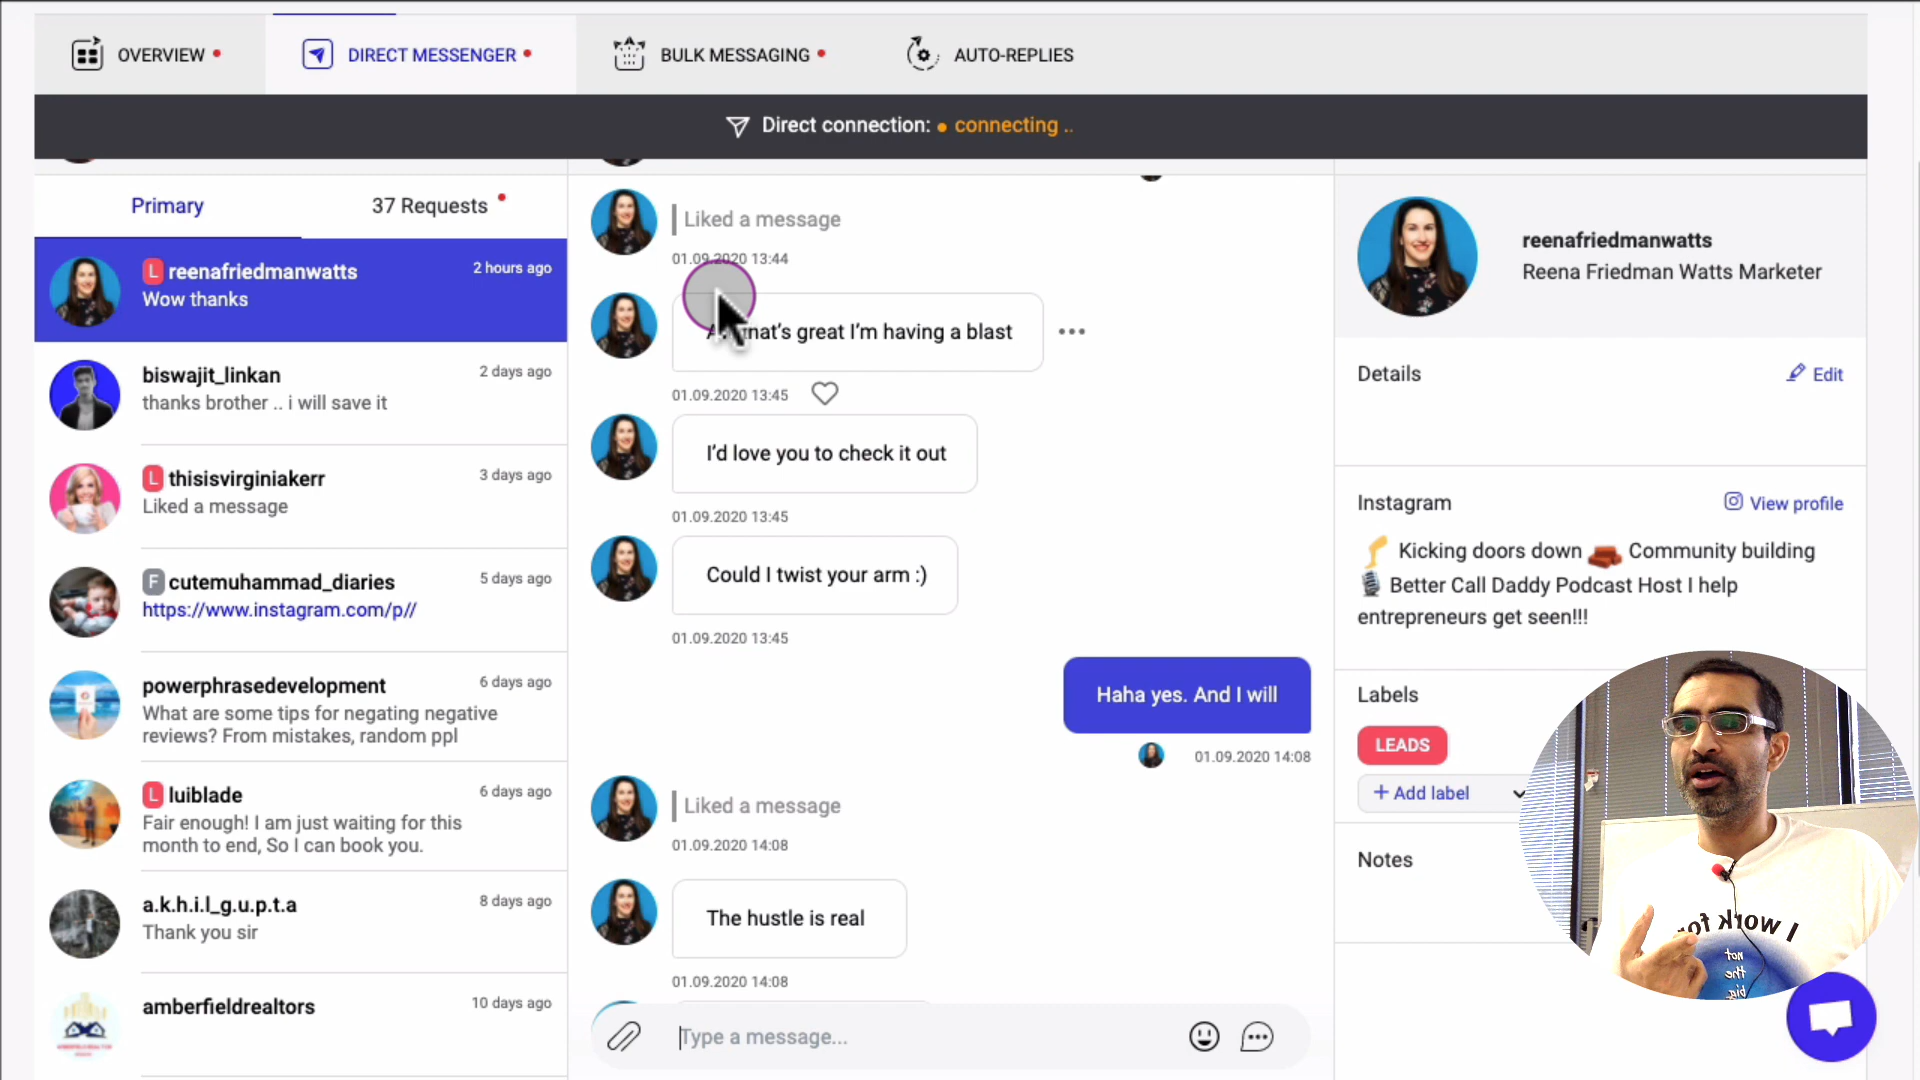 OVERVIEW
DIRECT MESSENGER
BULK MESSAGING
AUTO-REPLIES
Direct connection: connecting ..
Primary
37 Requests
L reenafriedmanwatts
2 hours ago
Wow thanks
biswajit_linkan
2 days ago
thanks brother .. i will save it
L thisisvirginiakerr
3 days ago
Liked a message
F cutemuhammad_diaries
5 days ago
https://www.instagram.com/p//
powerphrasedevelopment
6 days ago
What are some tips for negating negative
reviews? From mistakes, random ppl
L luiblade
6 days ago
Fair enough! I am just waiting for this
month to end, So I can book you.
a.k.h.i.l_g.u.p.t.a
8 days ago
Thank you sir
amberfieldrealtors
10 days ago
Liked a message
01.09.2020 13:44
great I'm having a blast
01.09.2020 13:45
I'd love you to check it out
01.09.2020 13:45
Could I twist your arm :)
01.09.2020 13:45
Haha yes. And I will
01.09.2020 14:08
Liked a message
01.09.2020 14:08
The hustle is real
01.09.2020 14:08
Type a message...
reenafriedmanwatts
Reena Friedman Watts Marketer
Details
Edit
Instagram
View profile
Kicking doors down Community building
Better Call Daddy Podcast Host I help
entrepreneurs get seen!!!
Labels
LEADS
+ Add label
Notes
I work for
not
the
big